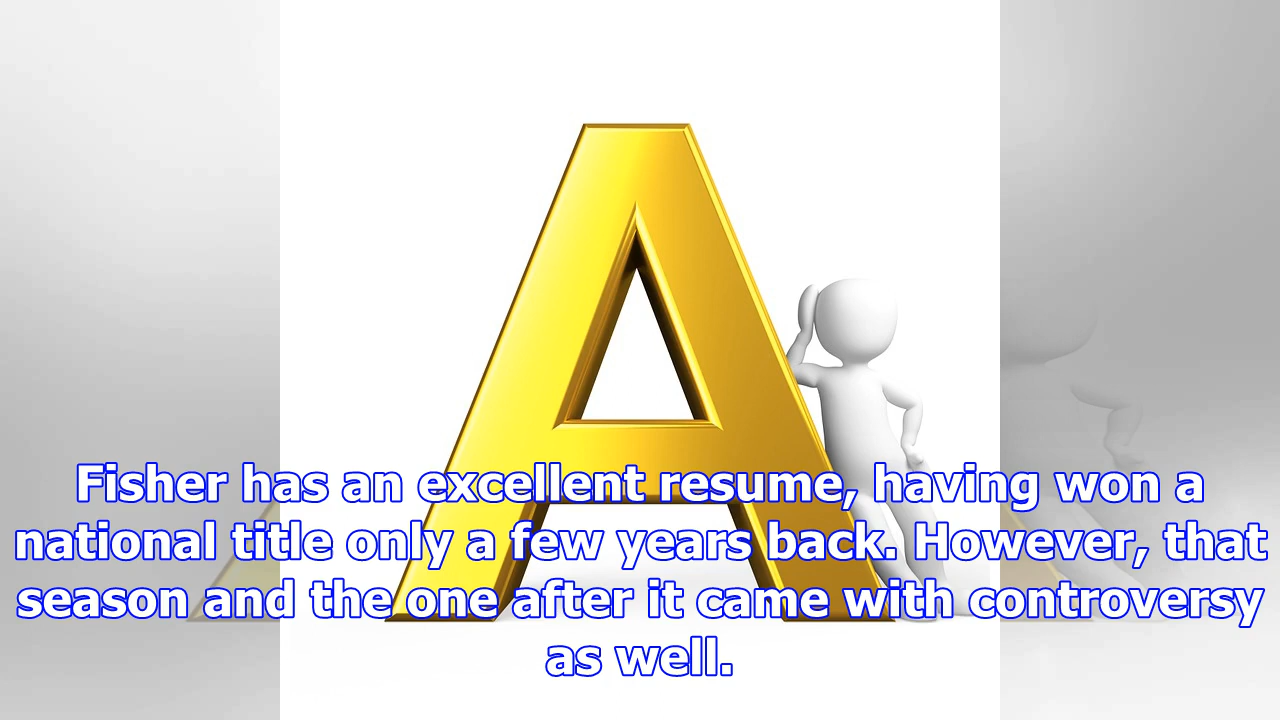 A
Fisher has an excellent resume, having won a
national title only a few years back. However, that
season and the one after it came with controversy
as well.